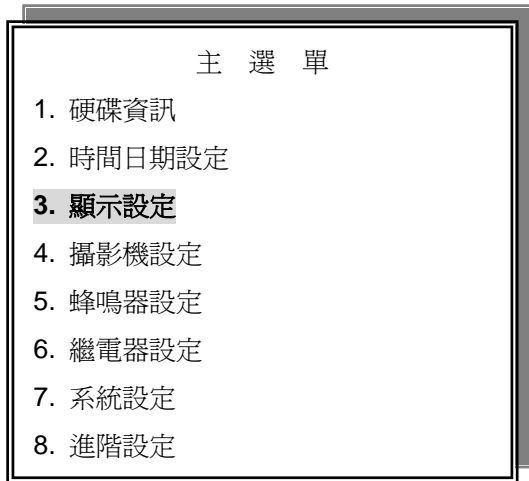 主 選 單
1. 硬碟資訊
2. 時間日期設定
3. 顯示設定
4. 攝影機設定
5. 蜂鳴器設定
6. 繼電器設定
7. 系統設定
8. 進階設定